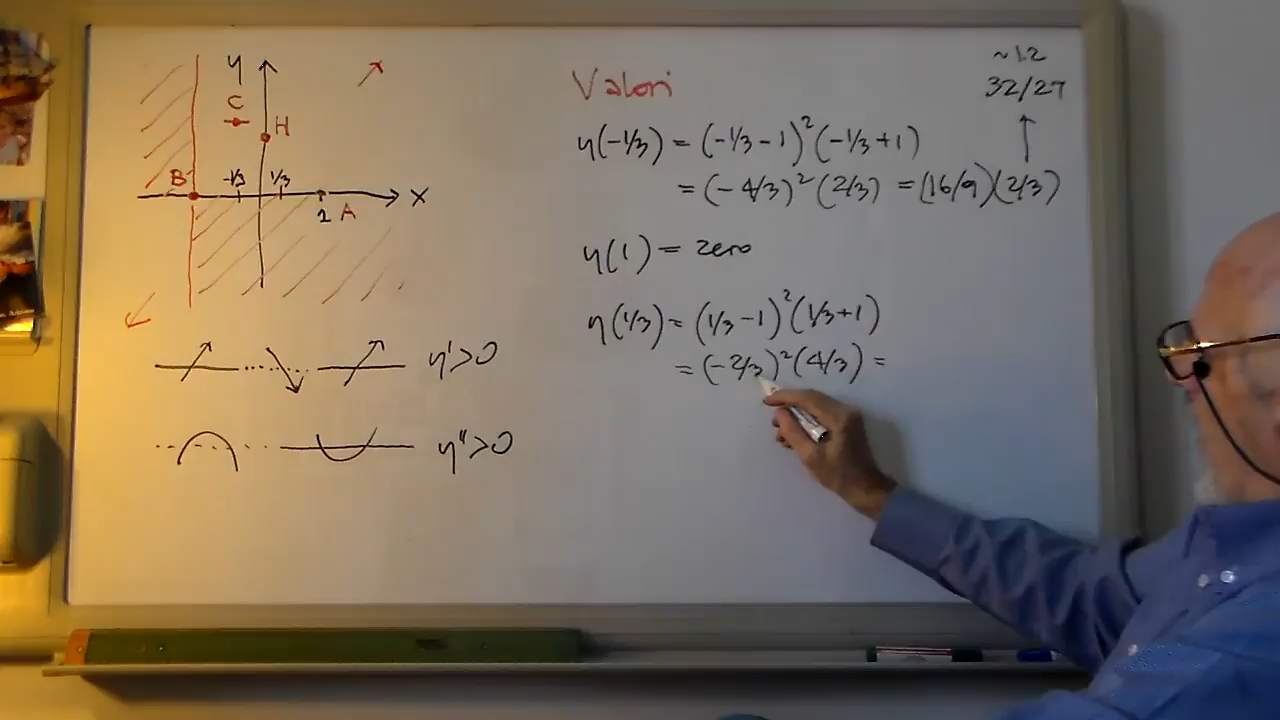 y
C
H
B
-1/3 1/3
x
1 A
y'>0
y">0
Valori
~1.2
32/27
y(-1/3) = (-1/3-1)²(-1/3+1)
= (-4/3)²(2/3) = (16/9)(2/3)
y(1) = zero
y(1/3) = (1/3-1)²(1/3+1)
= (-2/3)²(4/3) =